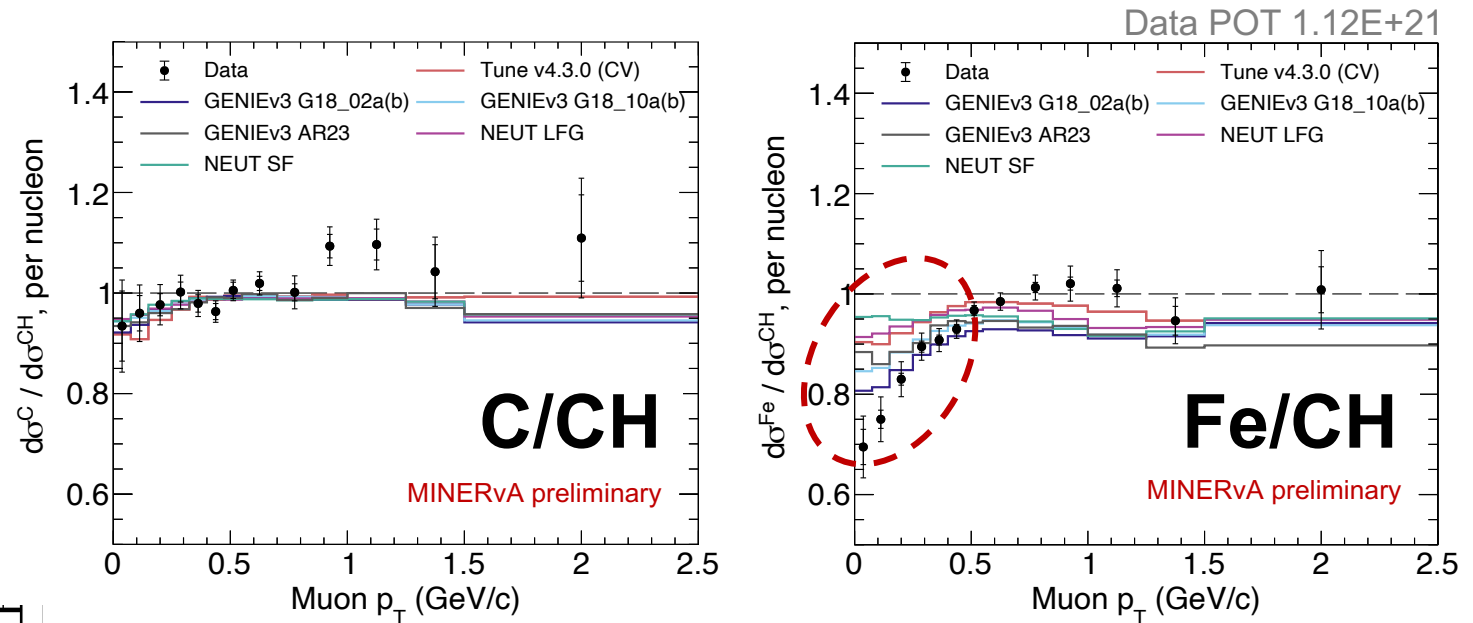 Data POT 1.12E+21
Data
Tune v4.3.0 (CV)
GENIEv3 G18_02a(b)
GENIEv3 G18_10a(b)
GENIEv3 AR23
NEUT LFG
NEUT SF
1.4
1.2
1
0.8
0.6
dσ^C / dσ^CH, per nucleon
C/CH
MINERvA preliminary
0 0.5 1 1.5 2 2.5
Muon p_T (GeV/c)
Data
Tune v4.3.0 (CV)
GENIEv3 G18_02a(b)
GENIEv3 G18_10a(b)
GENIEv3 AR23
NEUT LFG
NEUT SF
1.4
1.2
1
0.8
0.6
dσ^Fe / dσ^CH, per nucleon
Fe/CH
MINERvA preliminary
0 0.5 1 1.5 2 2.5
Muon p_T (GeV/c)